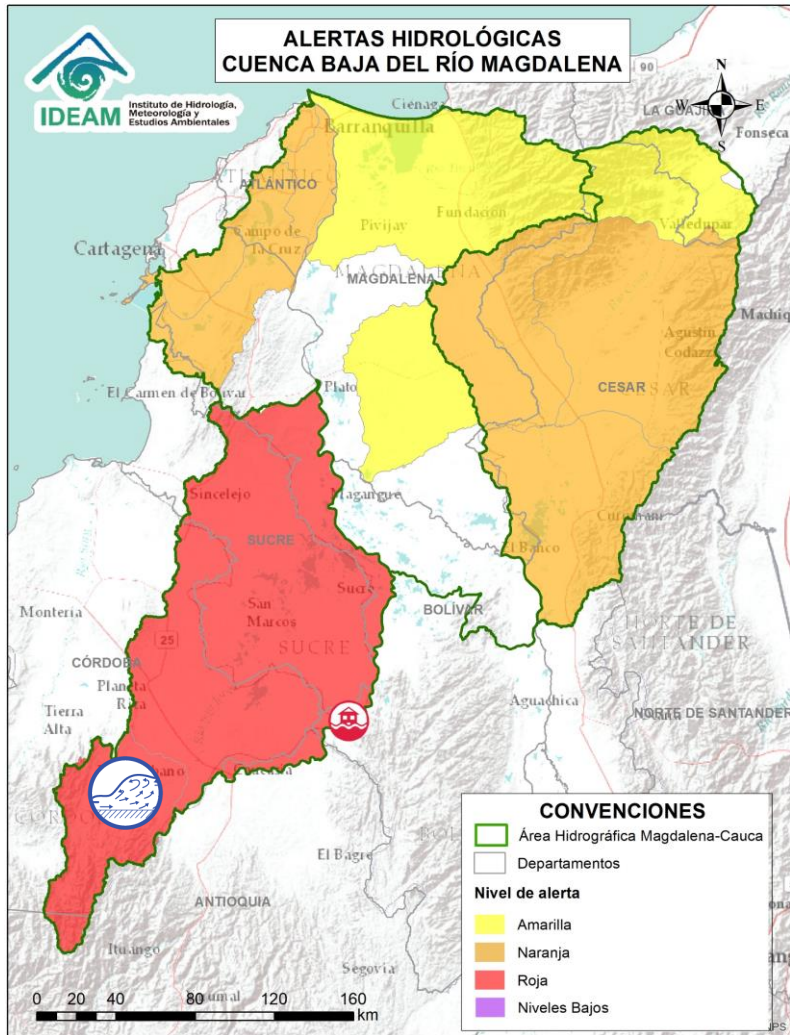 ALERTAS HIDROLÓGICAS
CUENCA BAJA DEL RÍO MAGDALENA
IDEAM
Instituto de Hidrología,
Meteorología y
Estudios Ambientales
N
W
E
S
90
Ciénaga
Barranquilla
LA GUAJIRA
Fonseca
ATLÁNTICO
Pivijay
Fundación
Valledupar
Cartagena
Campo de
la Cruz
MAGDALENA
Agustín
Codazzi
CESAR
El Carmen de Bolívar
Plato
Sincelejo
Magangue
SUCRE
El Banco
Sucre
San
Marcos
BOLÍVAR
SUCRE
Montería
25
NORTE DE
SANTANDER
CÓRDOBA
Planeta
Rica
Tierra
Alta
Aguachica
NORTE DE SANTANDER
El Bagre
ANTIOQUIA
Ituango
Segovia
CONVENCIONES
Área Hidrográfica Magdalena-Cauca
Departamentos
Nivel de alerta
Amarilla
Naranja
Roja
Niveles Bajos
0 20 40 80 120 160
km